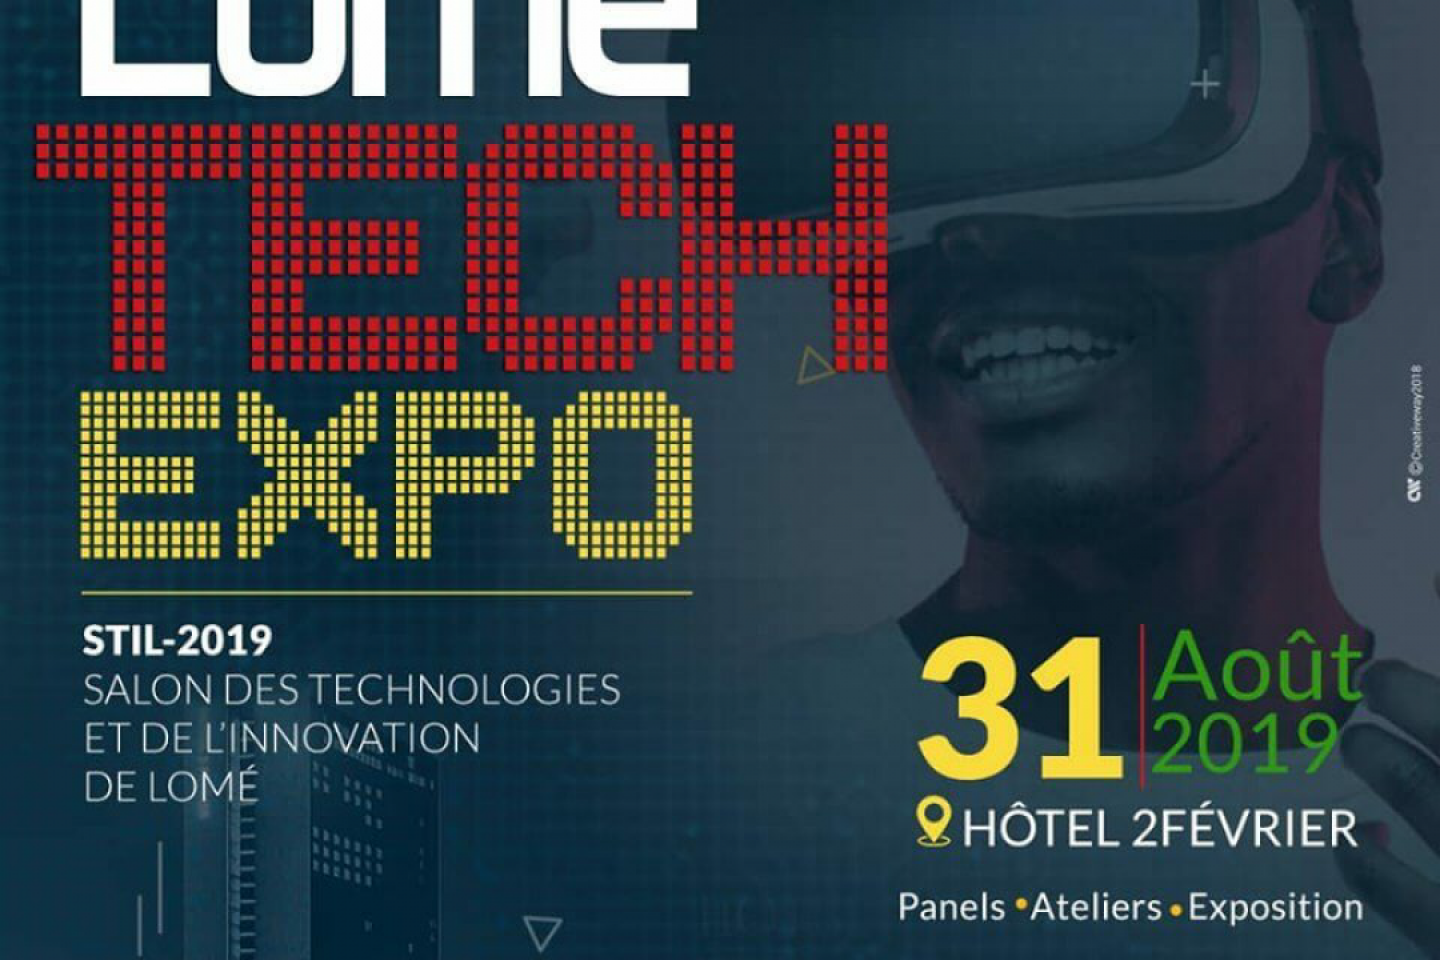 Lomé
TECH
EXPO
STIL-2019
SALON DES TECHNOLOGIES
ET DE L'INNOVATION
DE LOMÉ
31 Août
2019
HÔTEL 2FÉVRIER
Panels • Ateliers • Exposition
©Creativeway2018